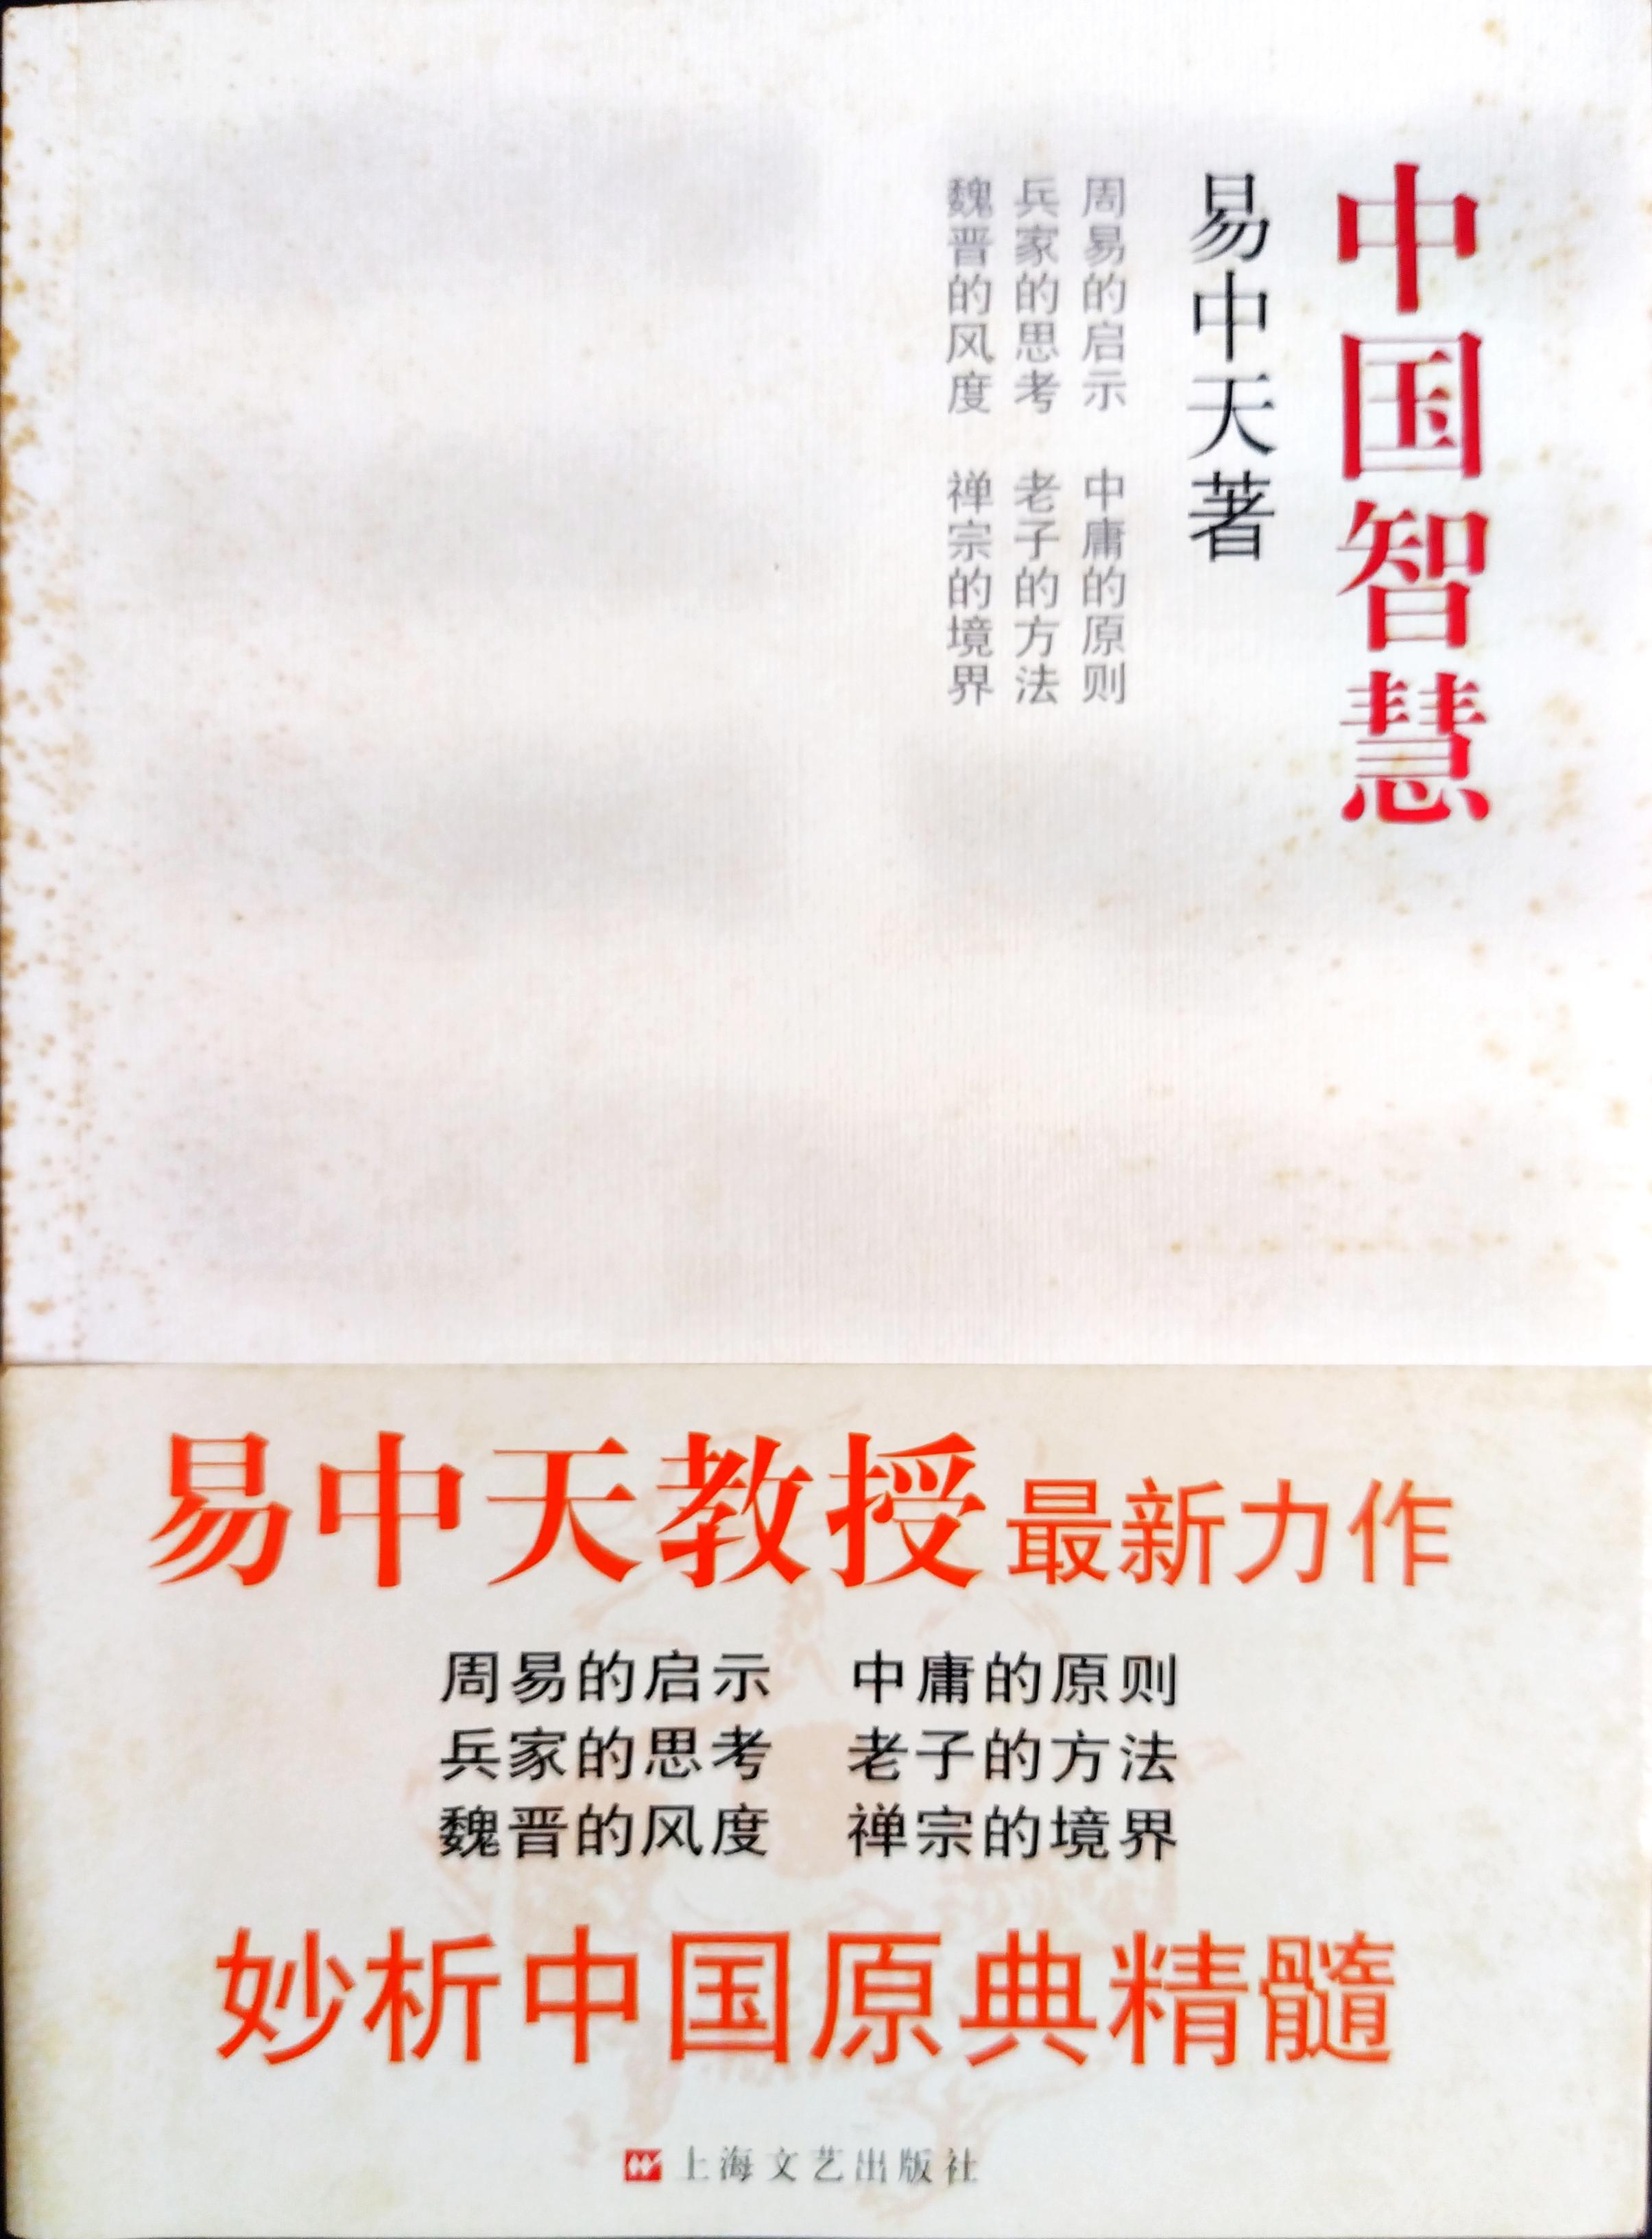 中国智慧
易中天著
周易的启示 中庸的原则
兵家的思考 老子的方法
魏晋的风度 禅宗的境界
易中天教授最新力作
周易的启示 中庸的原则
兵家的思考 老子的方法
魏晋的风度 禅宗的境界
妙析中国原典精髓
上海文艺出版社